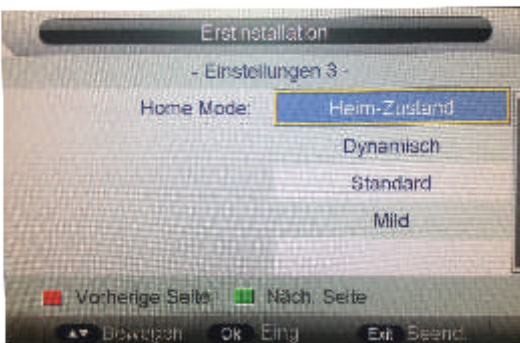 Erstinstallation
- Einstellungen 3 -
Home Mode: Heim-Zustand
Dynamisch
Standard
Mild
Vorherige Seite Näch. Seite
Bewegen OK Eing Exit Beend.